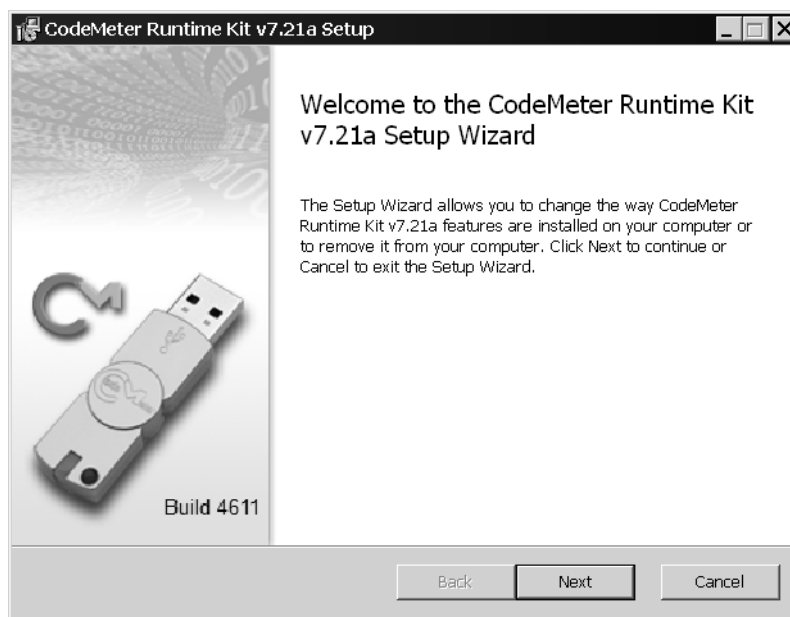 CodeMeter Runtime Kit v7.21a Setup
Welcome to the CodeMeter Runtime Kit
v7.21a Setup Wizard
The Setup Wizard allows you to change the way CodeMeter
Runtime Kit v7.21a features are installed on your computer or
to remove it from your computer. Click Next to continue or
Cancel to exit the Setup Wizard.
Build 4611
Back Next Cancel